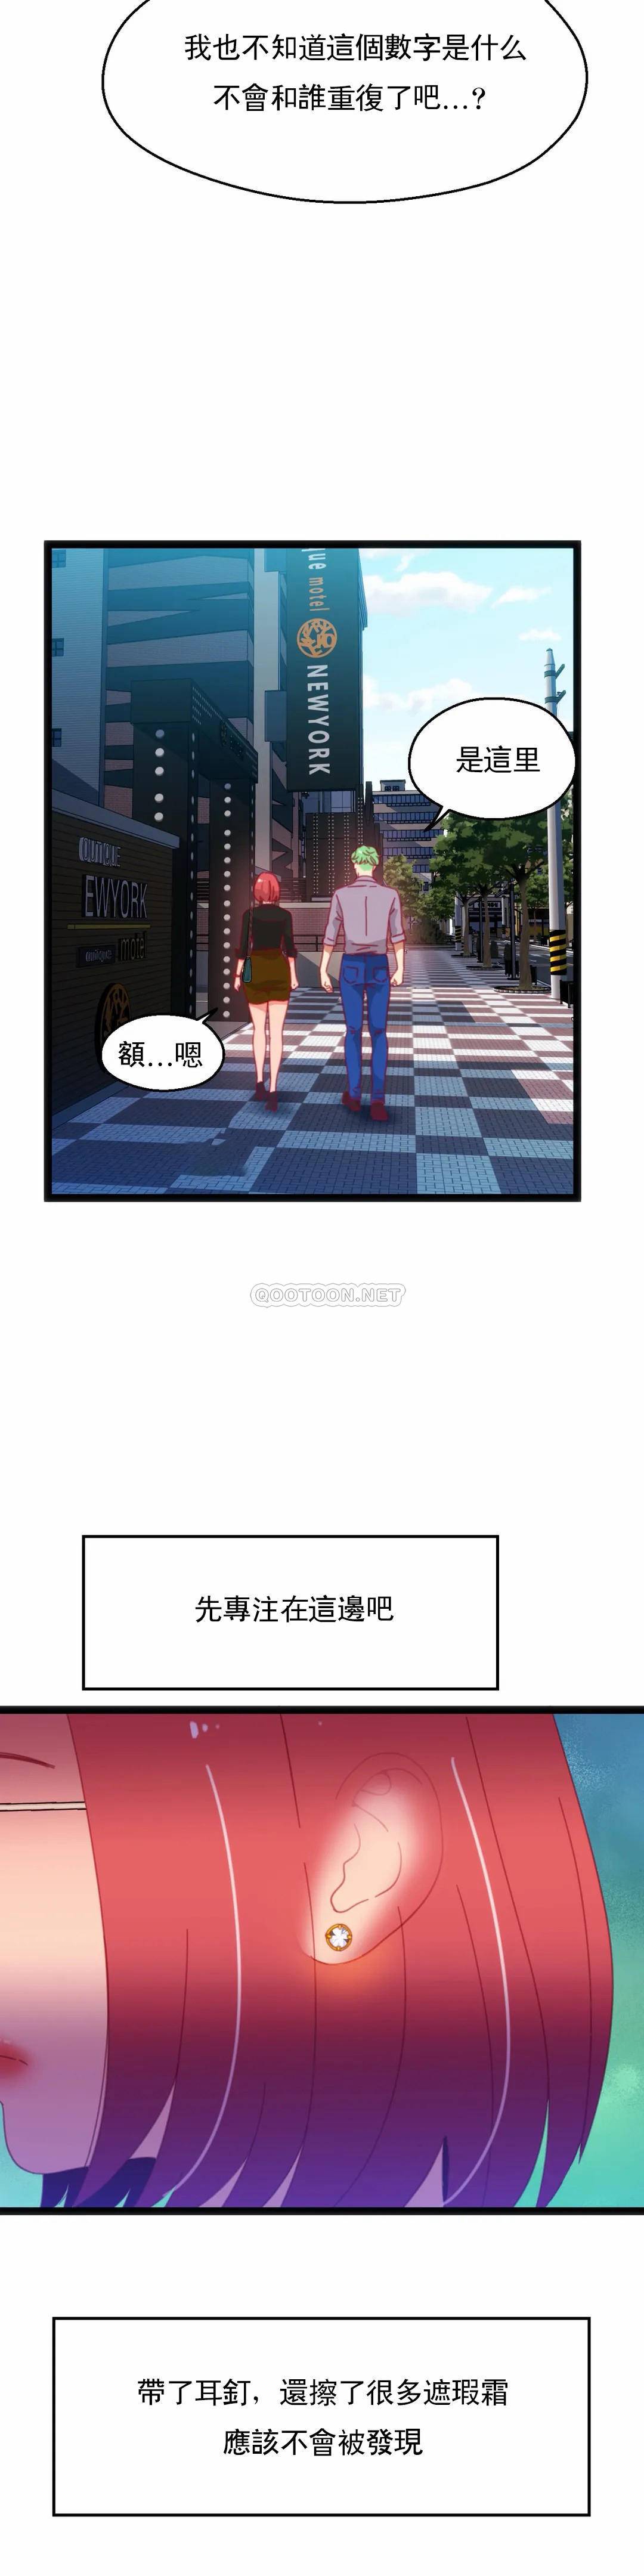 我也不知道這個數字是什么
不會和誰重復了吧...?
que motel
NEWYORK
是這里
unique
EWYORK
unique motel
額...嗯
QOOTOON.NET
先專注在這邊吧
帶了耳釘，還擦了很多遮瑕霜
應該不會被發現